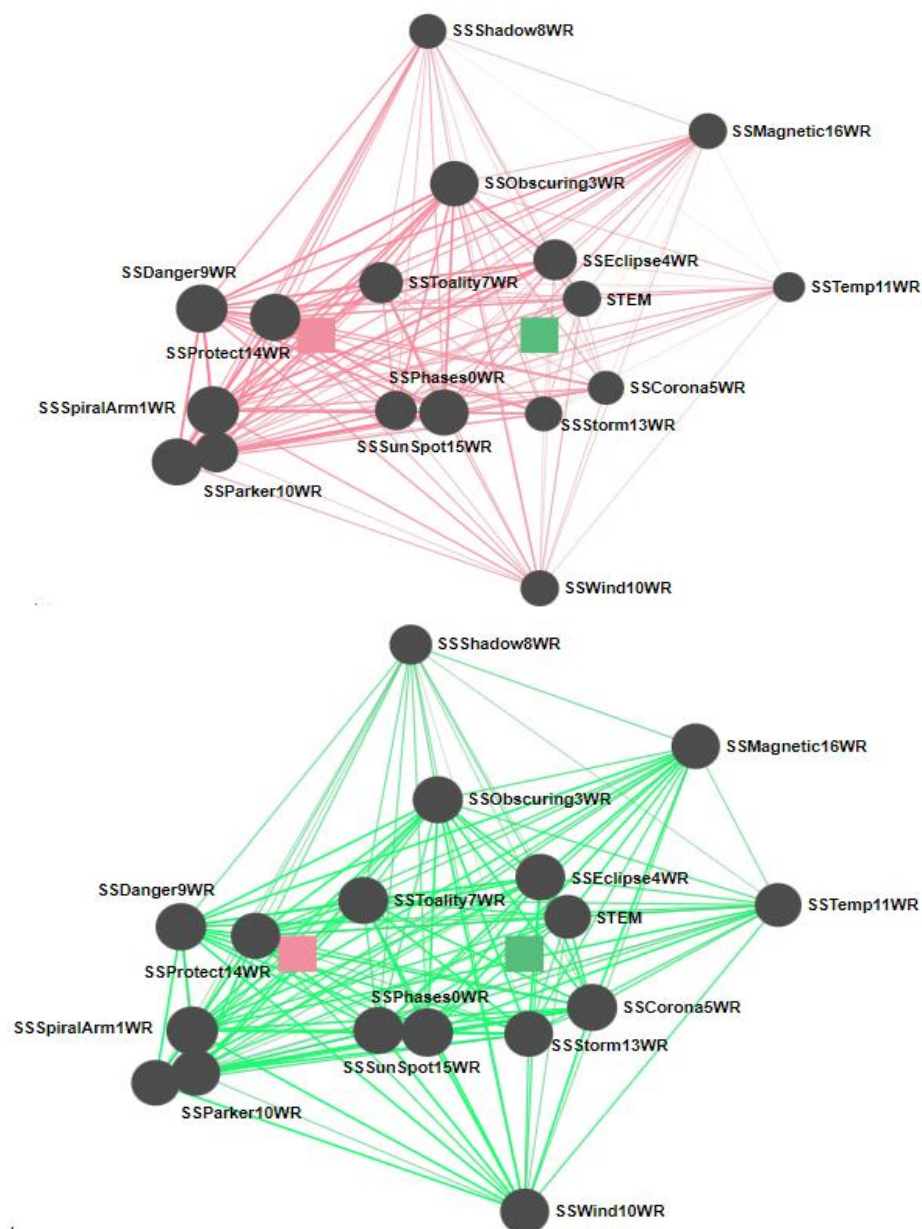 SSShadow8WR
SSMagnetic16WR
SSObscuring3WR
SSEclipse4WR
SSDanger9WR
SSToality7WR
SSTemp11WR
STEM
SSProtect14WR
SSPhases0WR
SSCorona5WR
SSSpiralArm1WR
SSStorm13WR
SSSunSpot15WR
SSParker10WR
SSWind10WR
SSShadow8WR
SSMagnetic16WR
SSObscuring3WR
SSEclipse4WR
SSDanger9WR
SSToality7WR
SSTemp11WR
STEM
SSProtect14WR
SSPhases0WR
SSCorona5WR
SSSpiralArm1WR
SSStorm13WR
SSSunSpot15WR
SSParker10WR
SSWind10WR